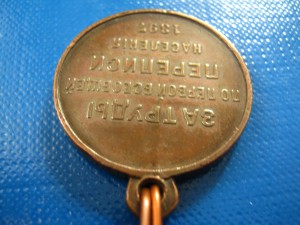 ЗА ТРУДЫ
ПО ПЕРВОЙ ВСЕОБЩЕЙ
ПЕРЕПИСИ
НАСЕЛЕНІЯ
1897